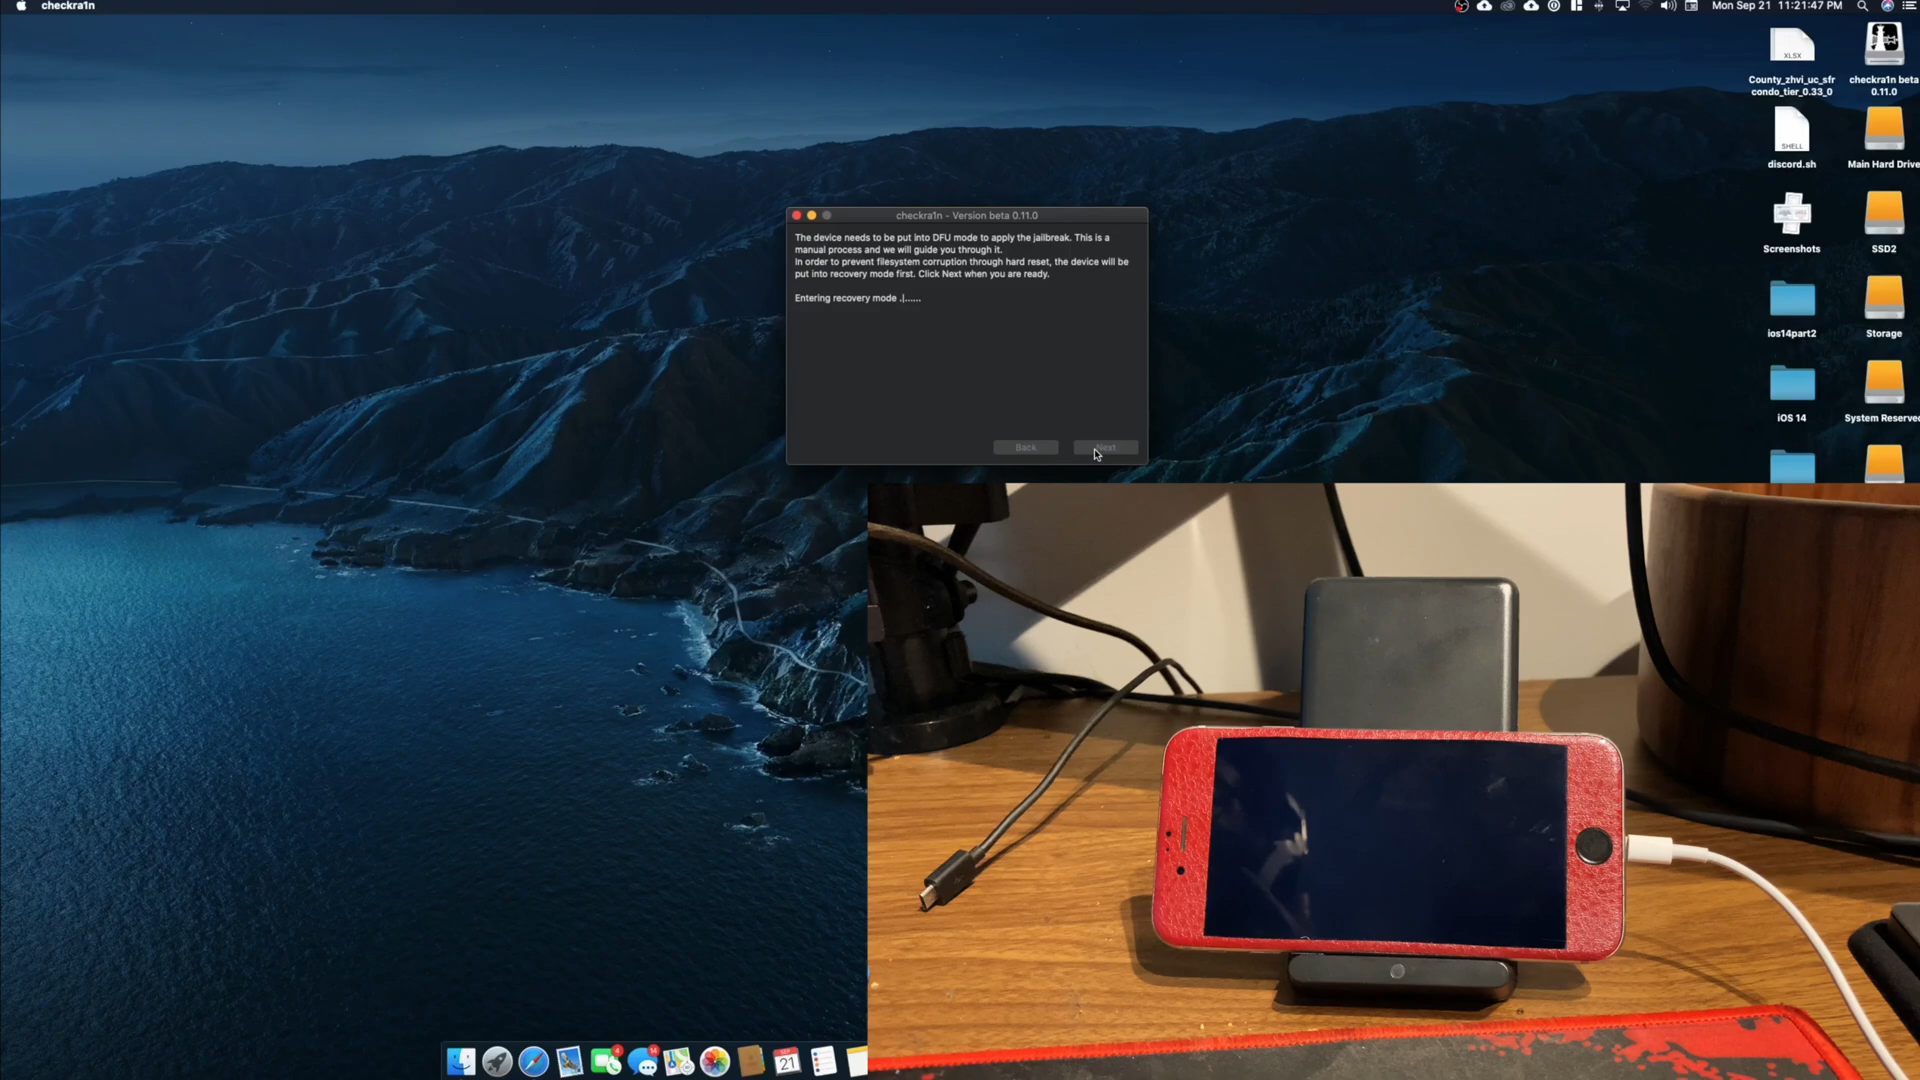 checkra1n
Mon Sep 21 11:21:47 PM
XLSX
County_zhvi_uc_sfr
condo_tier_0.33_0
checkra1n beta
0.11.0
SHELL
discord.sh
Main Hard Drive
Screenshots
SSD2
ios14part2
Storage
iOS 14
System Reserved
checkra1n - Version beta 0.11.0
The device needs to be put into DFU mode to apply the jailbreak. This is a
manual process and we will guide you through it.
In order to prevent filesystem corruption through hard reset, the device will be
put into recovery mode first. Click Next when you are ready.
Entering recovery mode .|......
Back
Next
21